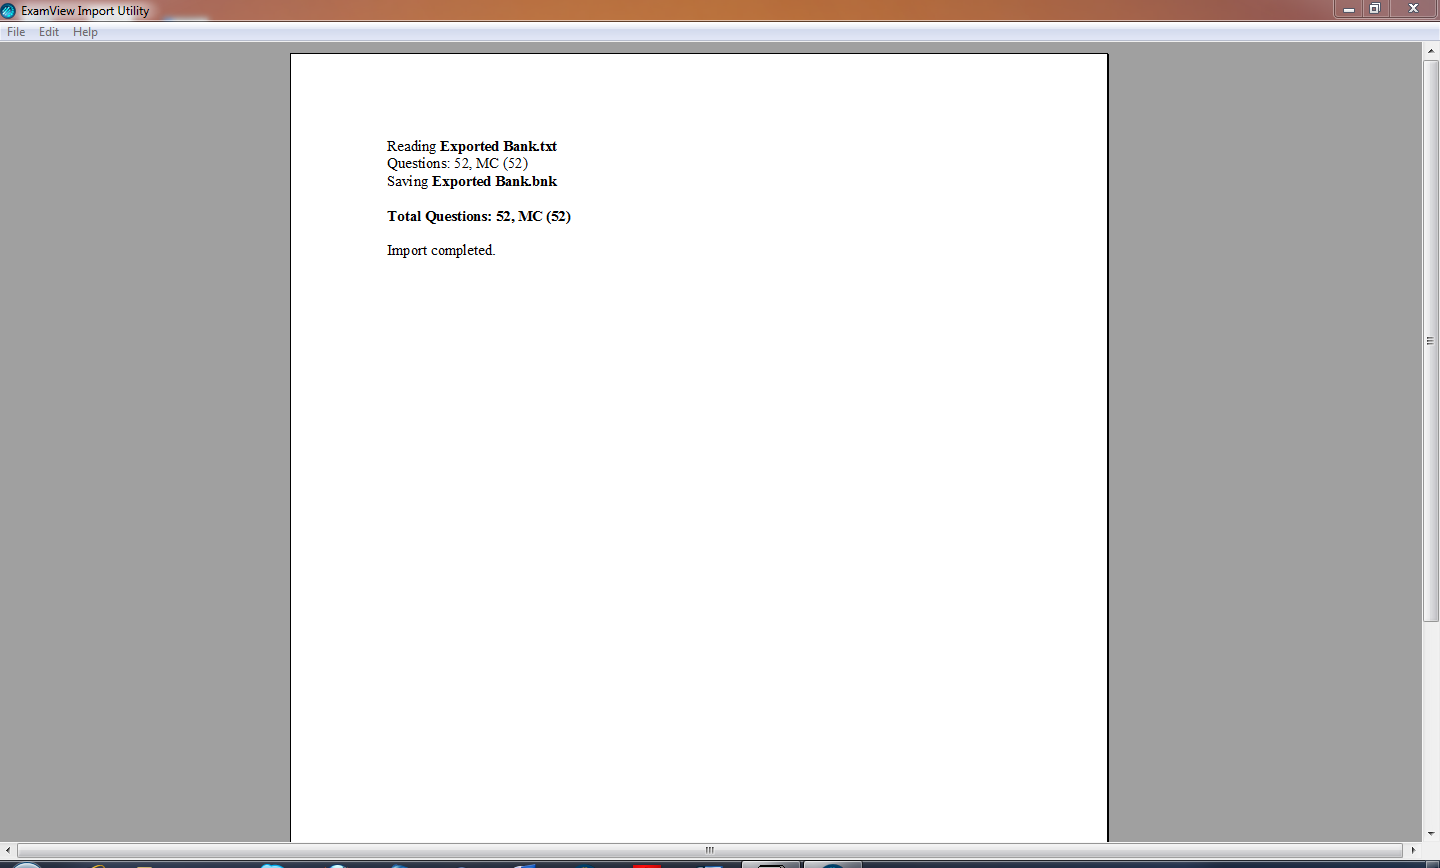 ExamView Import Utility
File Edit Help
Reading Exported Bank.txt
Questions: 52, MC (52)
Saving Exported Bank.bnk
Total Questions: 52, MC (52)
Import completed.